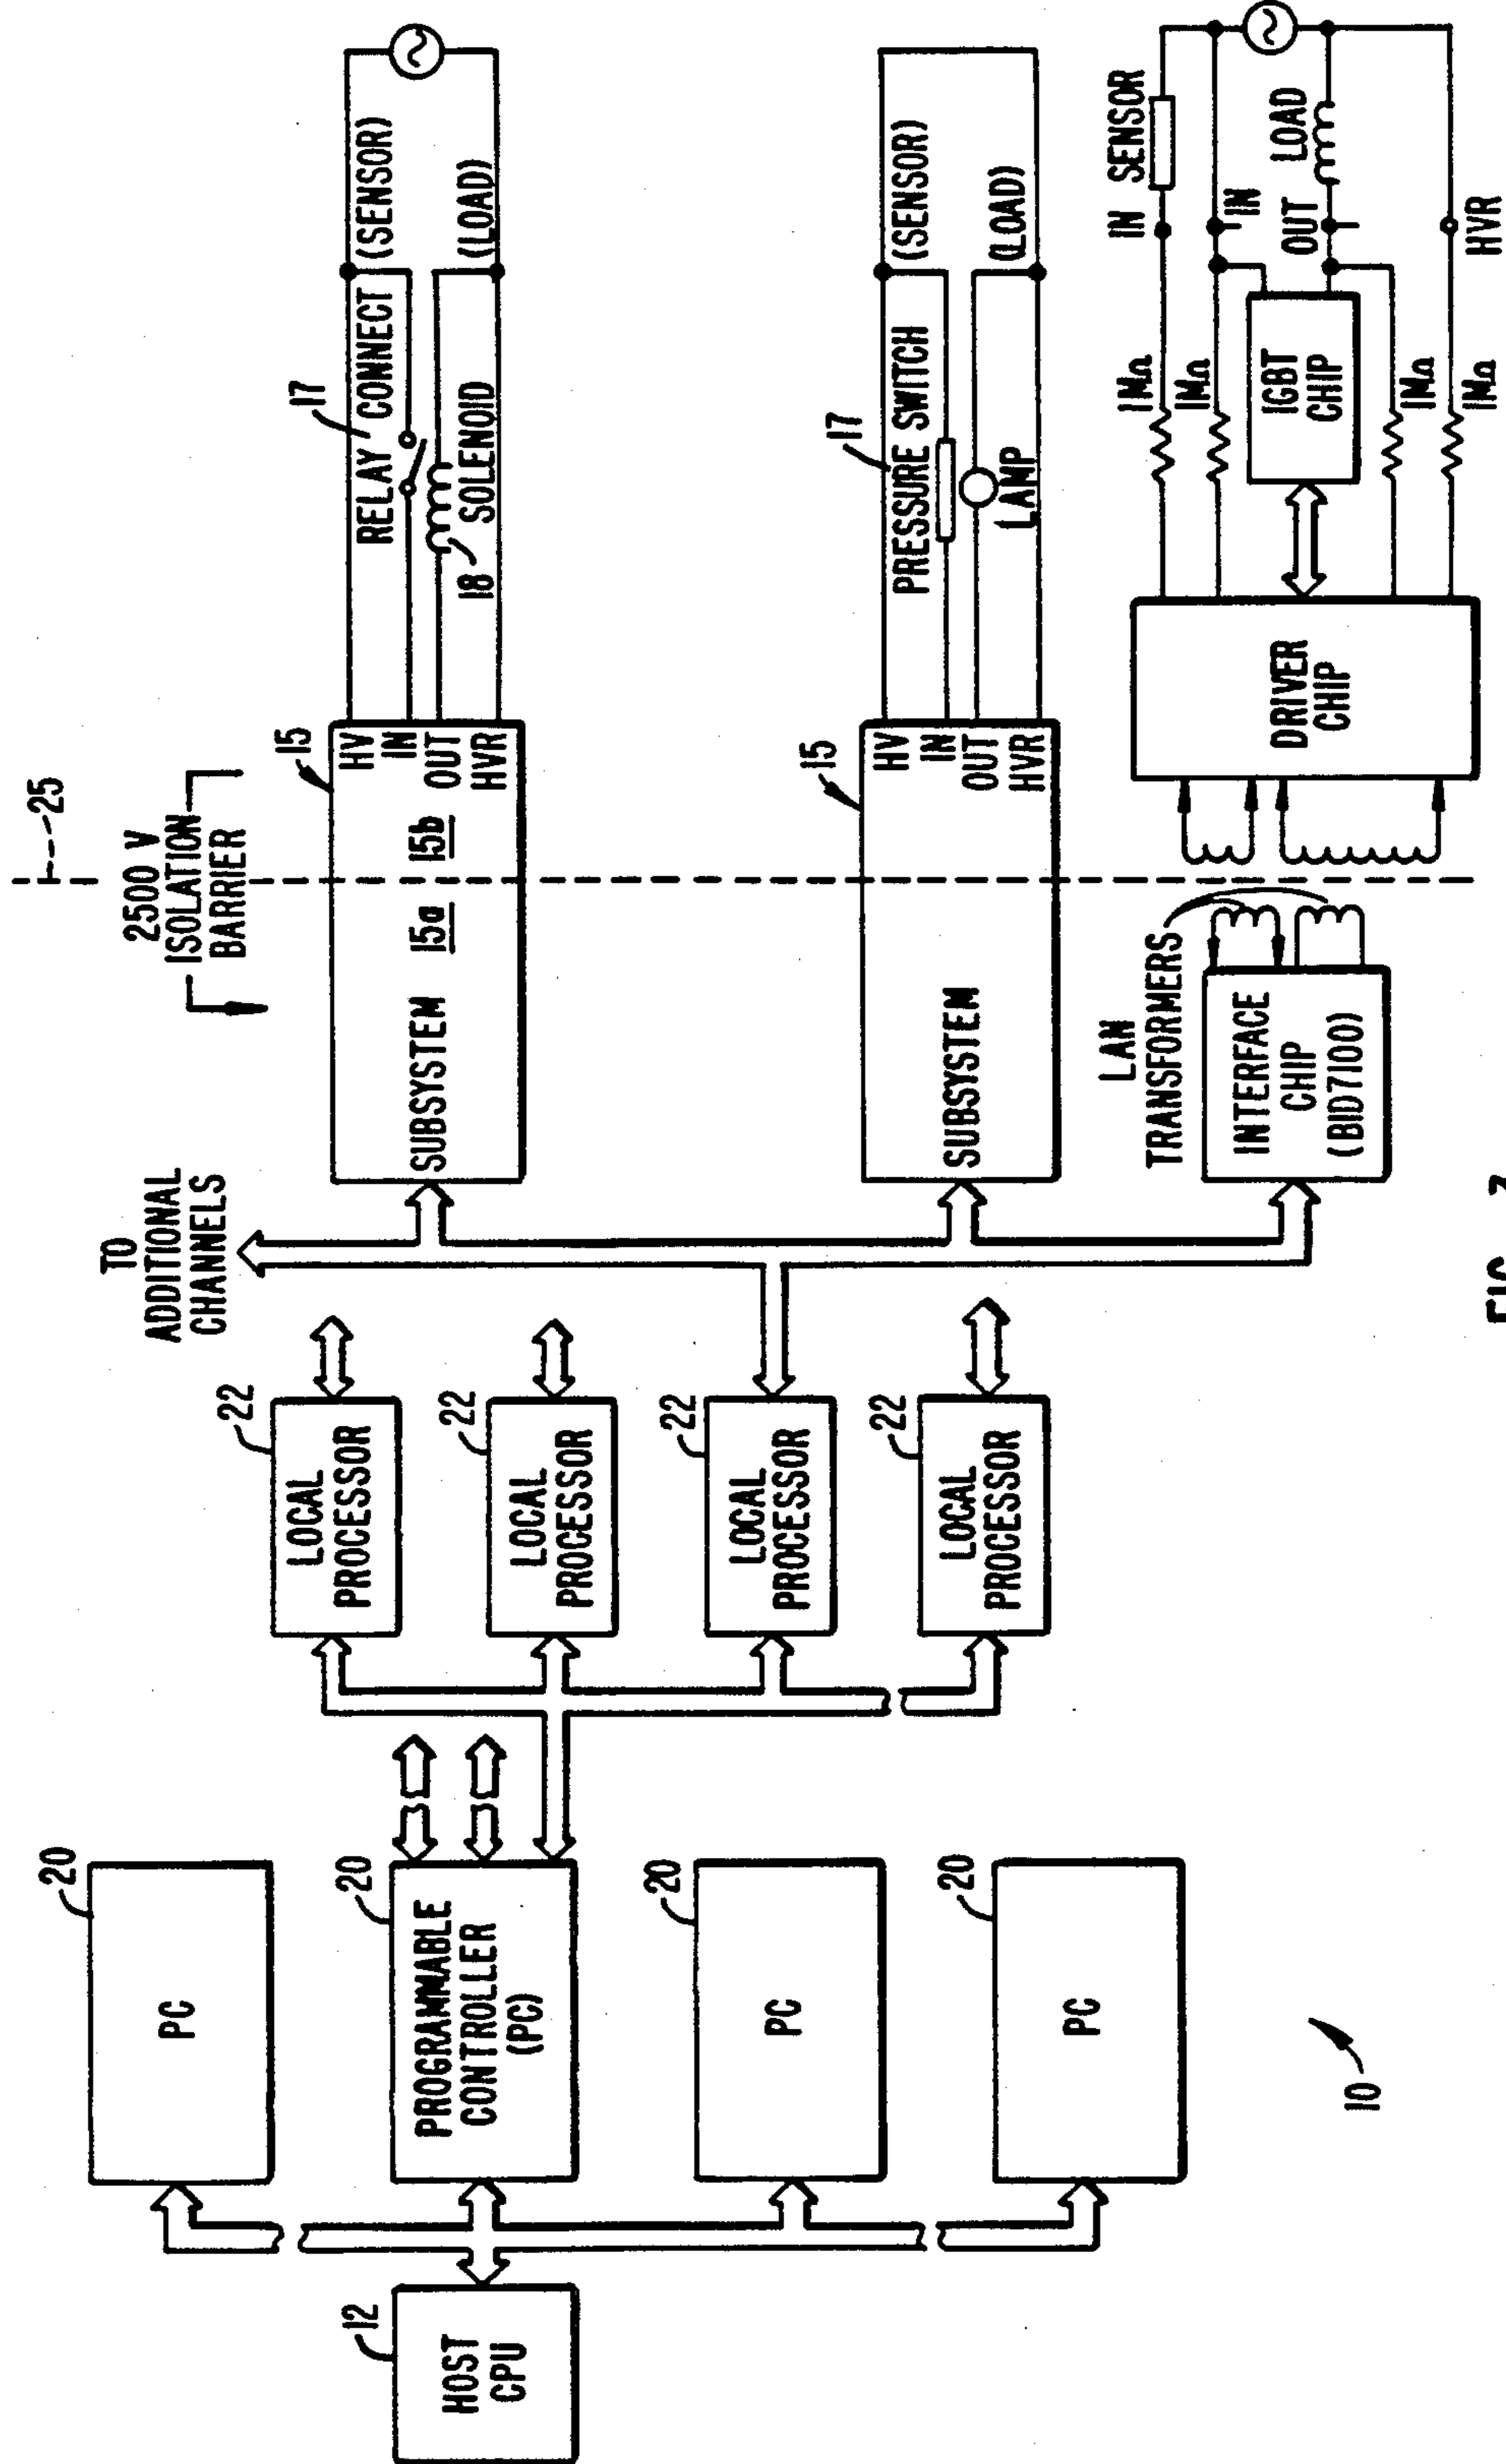 HOST
CPU
12
PC
20
PROGRAMMABLE
CONTROLLER
(PC)
20
PC
20
PC
20
10
LOCAL
PROCESSOR
22
LOCAL
PROCESSOR
22
LOCAL
PROCESSOR
22
LOCAL
PROCESSOR
22
TO
ADDITIONAL
CHANNELS
2500 V
ISOLATION
BARRIER
25
SUBSYSTEM
15a
15b
15
HV
IN
OUT
HVR
17
RELAY CONNECT
(SENSOR)
18
SOLENOID
(LOAD)
SUBSYSTEM
15
HV
IN
OUT
HVR
17
PRESSURE SWITCH
(SENSOR)
LAMP
(LOAD)
LAN
TRANSFORMERS
INTERFACE
CHIP
(BID7100)
DRIVER
CHIP
1MΩ
1MΩ
IGBT
CHIP
1MΩ
1MΩ
IN
SENSOR
IN
OUT
LOAD
HVR